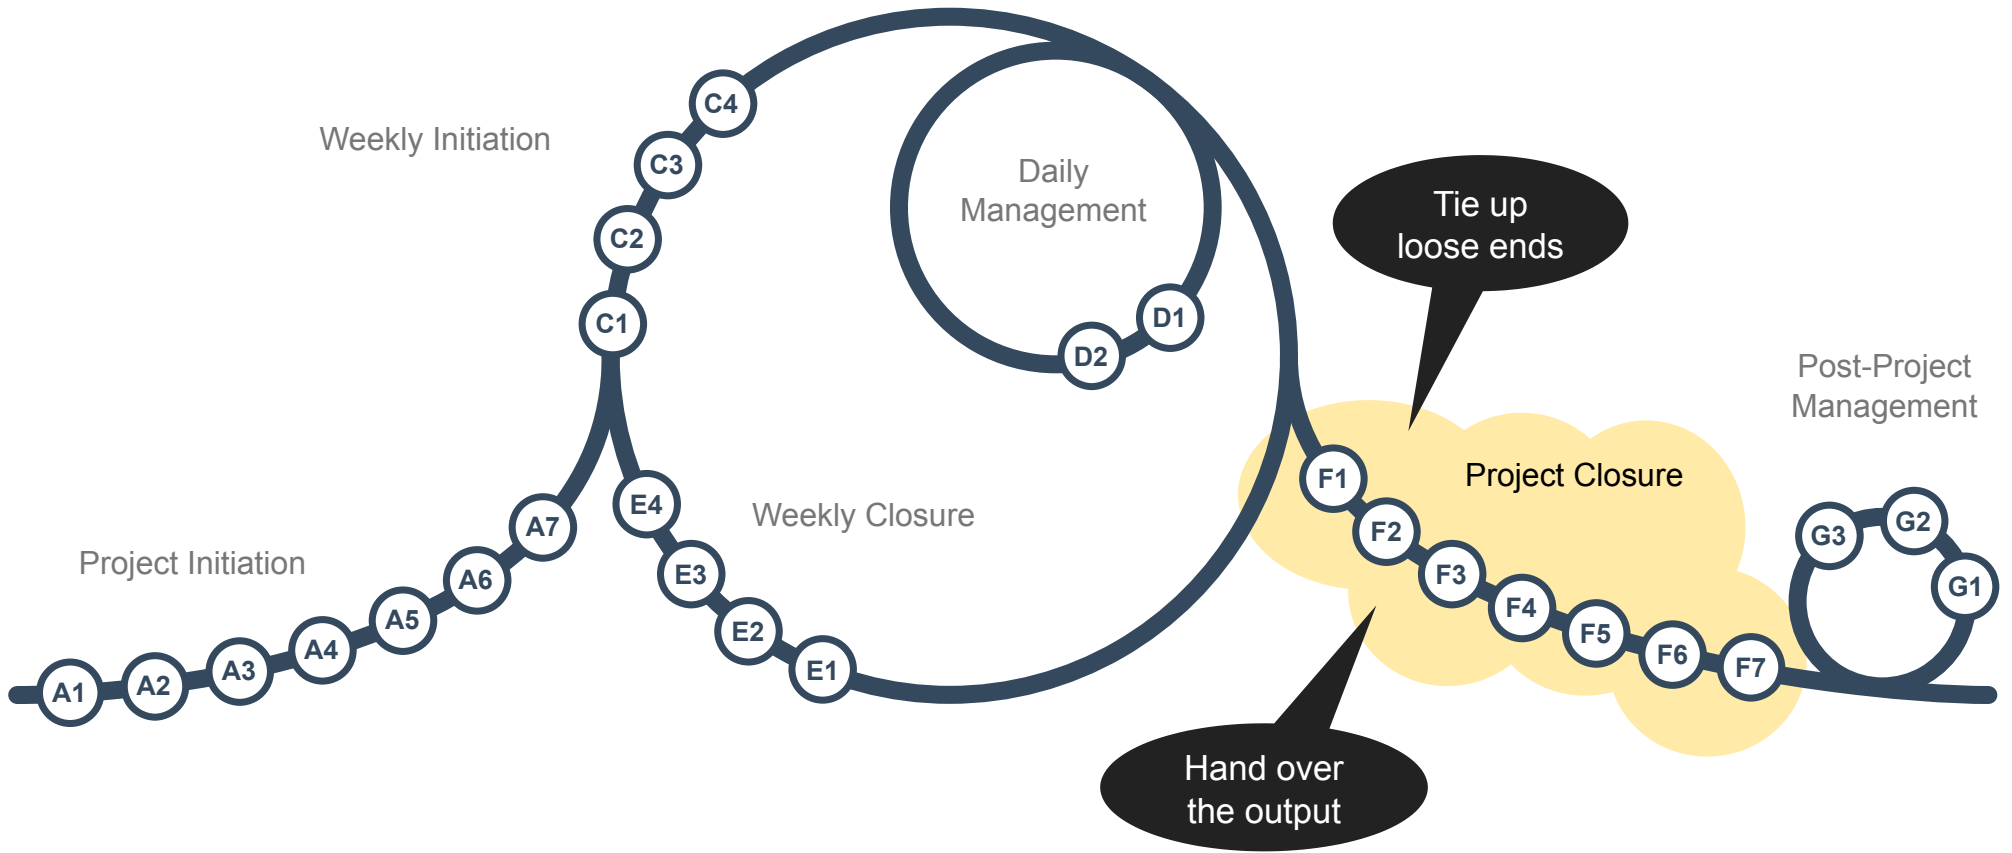 Weekly Initiation
Daily
Management
Tie up
loose ends
Post-Project
Management
Project Closure
Weekly Closure
Project Initiation
Hand over
the output
A1
A2
A3
A4
A5
A6
A7
C1
C2
C3
C4
D1
D2
E1
E2
E3
E4
F1
F2
F3
F4
F5
F6
F7
G1
G2
G3